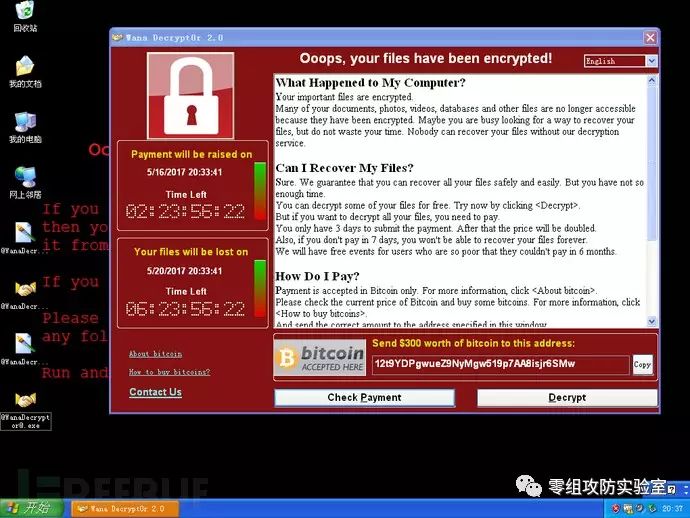 回收站
我的文档
我的电脑
网上邻居
@WanaDecr...
@WanaDecr...
@WanaDecr...
@WanaDecryptor@.exe
Oo
If you
then yo
it from
If you
Please
any fol
Run and
Wana Decrypt0r 2.0
Ooops, your files have been encrypted!
English
Payment will be raised on
5/16/2017 20:33:41
Time Left
02:23:56:22
Your files will be lost on
5/20/2017 20:33:41
Time Left
06:23:56:22
About bitcoin
How to buy bitcoins?
Contact Us
What Happened to My Computer?
Your important files are encrypted.
Many of your documents, photos, videos, databases and other files are no longer accessible
because they have been encrypted. Maybe you are busy looking for a way to recover your
files, but do not waste your time. Nobody can recover your files without our decryption
service.
Can I Recover My Files?
Sure. We guarantee that you can recover all your files safely and easily. But you have not so
enough time.
You can decrypt some of your files for free. Try now by clicking <Decrypt>.
But if you want to decrypt all your files, you need to pay.
You only have 3 days to submit the payment. After that the price will be doubled.
Also, if you don't pay in 7 days, you won't be able to recover your files forever.
We will have free events for users who are so poor that they couldn't pay in 6 months.
How Do I Pay?
Payment is accepted in Bitcoin only. For more information, click <About bitcoin>.
Please check the current price of Bitcoin and buy some bitcoins. For more information, click
<How to buy bitcoins>.
And send the correct amount to the address specified in this window.
bitcoin
ACCEPTED HERE
Send $300 worth of bitcoin to this address:
12t9YDPgwueZ9NyMgw519p7AA8isjr6SMw
Copy
Check Payment
Decrypt
REEBUF
零组攻防实验室
开始
Wana Decrypt0r 2.0
20:37